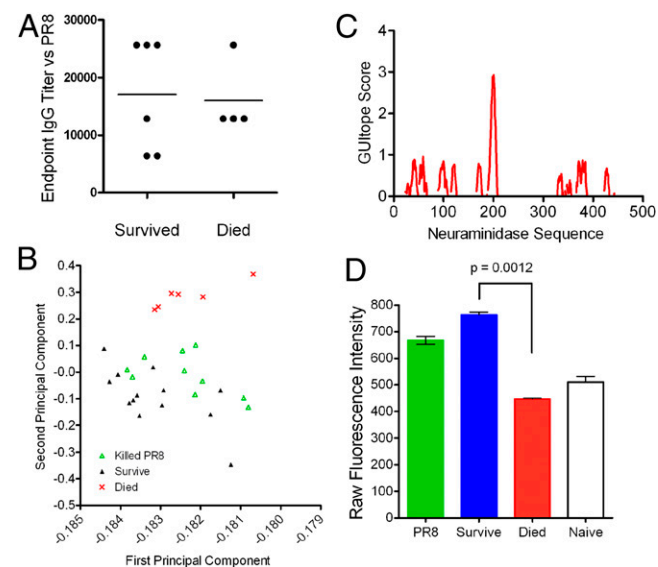 A
Endpoint IgG Titer vs PR8
30000
20000
10000
0
Survived Died
B
Second Principal Component
0.4
0.3
0.2
0.1
-0.0
-0.1
-0.2
-0.3
-0.4
-0.5
Killed PR8
Survive
Died
-0.185 -0.184 -0.183 -0.182 -0.181 -0.180 -0.179
First Principal Component
C
GUItope Score
4
3
2
1
0
0 100 200 300 400 500
Neuraminidase Sequence
D
p = 0.0012
Raw Fluorescence Intensity
800
700
600
500
400
300
200
100
0
PR8 Survive Died Naive